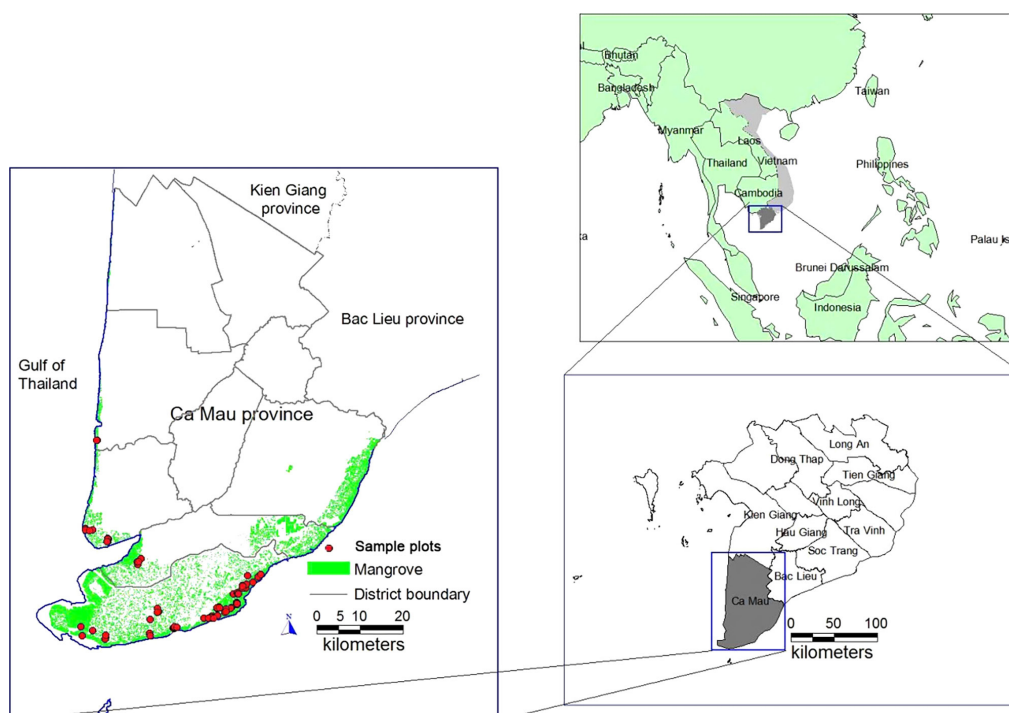 Kien Giang
province
Bac Lieu province
Gulf of
Thailand
Ca Mau province
Sample plots
Mangrove
District boundary
N
0 5 10 20
kilometers
Bhutan
Bangladesh
Taiwan
Myanmar
Laos
Thailand
Vietnam
Philippines
Cambodia
Palau Is
Brunei Darussalam
Singapore
Indonesia
Long An
Dong Thap
Tien Giang
Vinh Long
Kien Giang
Hau Giang
Tra Vinh
Soc Trang
Bac Lieu
Ca Mau
0 50 100
kilometers